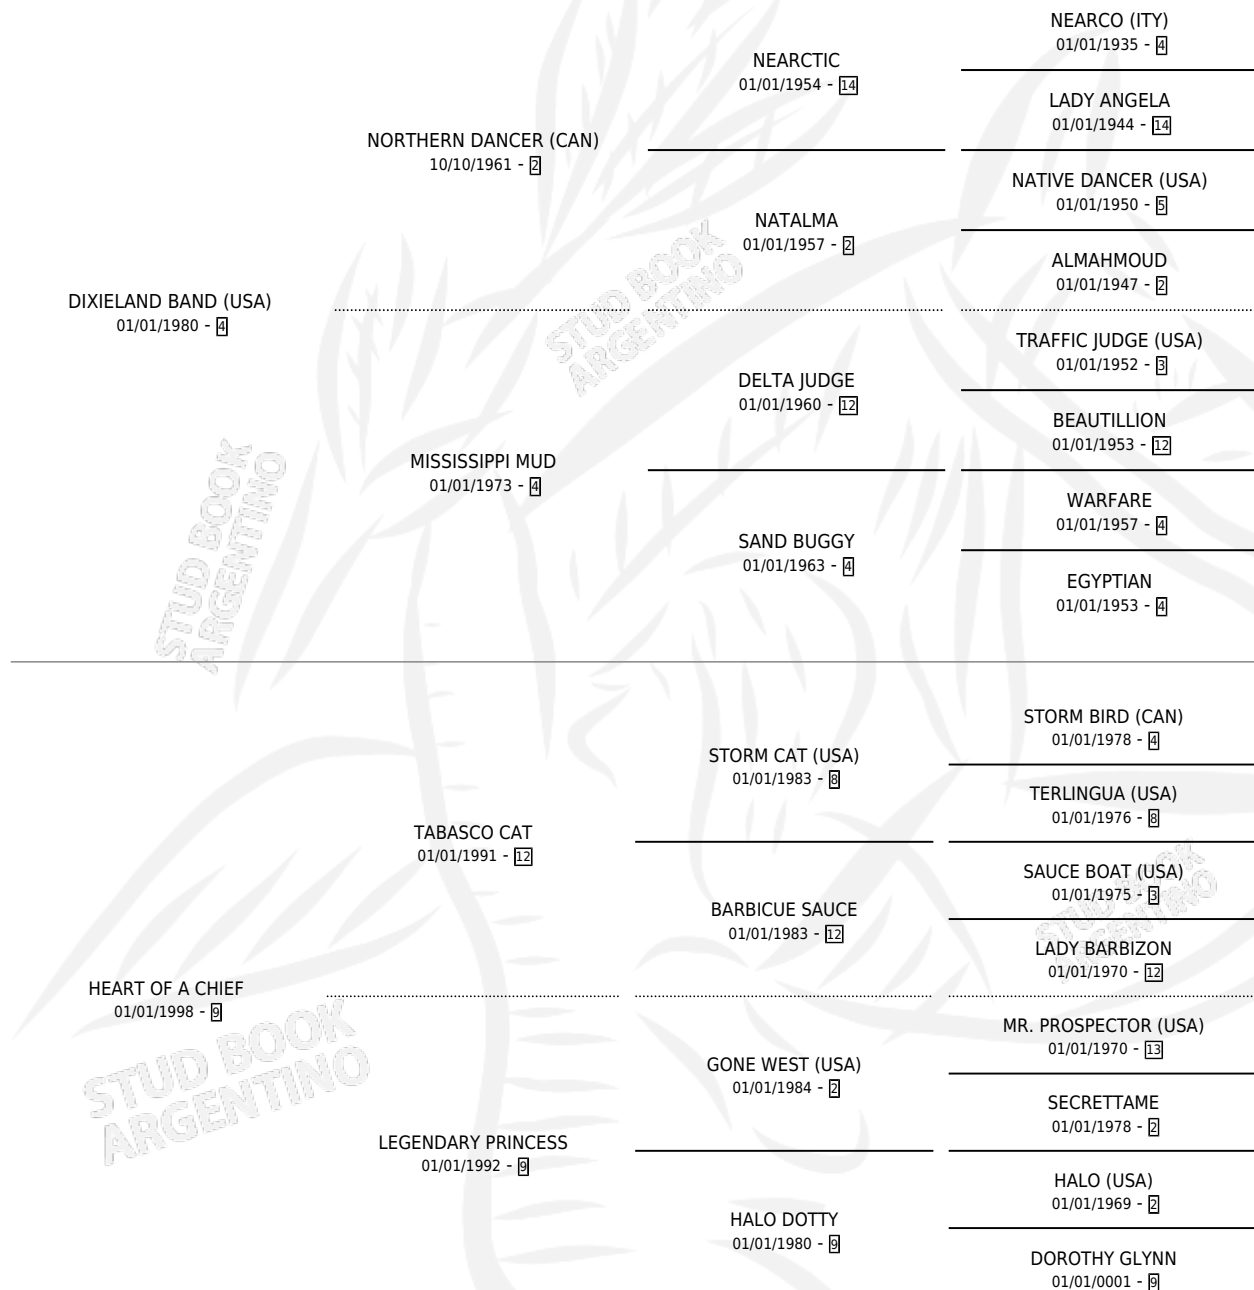 NEARCO (ITY)
01/01/1935 - 4
NEARCTIC
01/01/1954 - 14
LADY ANGELA
01/01/1944 - 14
NORTHERN DANCER (CAN)
10/10/1961 - 2
NATIVE DANCER (USA)
01/01/1950 - 5
NATALMA
01/01/1957 - 2
ALMAHMOUD
01/01/1947 - 2
DIXIELAND BAND (USA)
01/01/1980 - 4
STUD BOOK
ARGENTINO
TRAFFIC JUDGE (USA)
01/01/1952 - 3
DELTA JUDGE
01/01/1960 - 12
BEAUTILLION
01/01/1953 - 12
MISSISSIPPI MUD
01/01/1973 - 4
WARFARE
01/01/1957 - 4
SAND BUGGY
01/01/1963 - 4
EGYPTIAN
01/01/1953 - 4
STUD BOOK
ARGENTINO
STORM BIRD (CAN)
01/01/1978 - 4
STORM CAT (USA)
01/01/1983 - 8
TERLINGUA (USA)
01/01/1976 - 8
TABASCO CAT
01/01/1991 - 12
SAUCE BOAT (USA)
01/01/1975 - 3
BARBICUE SAUCE
01/01/1983 - 12
LADY BARBIZON
01/01/1970 - 12
STUD BOOK
ARGENTINO
HEART OF A CHIEF
01/01/1998 - 9
MR. PROSPECTOR (USA)
01/01/1970 - 13
GONE WEST (USA)
01/01/1984 - 2
SECRETTAME
01/01/1978 - 2
STUD BOOK
ARGENTINO
LEGENDARY PRINCESS
01/01/1992 - 9
HALO (USA)
01/01/1969 - 2
HALO DOTTY
01/01/1980 - 9
DOROTHY GLYNN
01/01/0001 - 9